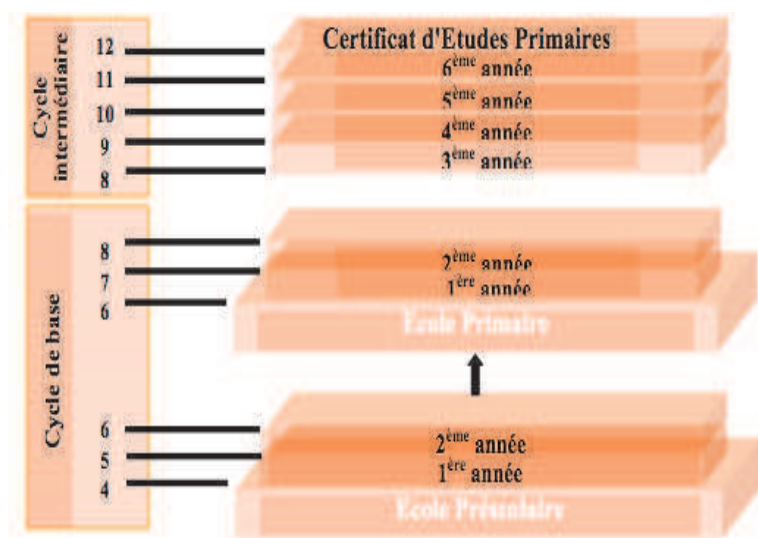 Certificat d'Etudes Primaires
12
6ème année
11
5ème année
10
4ème année
9
3ème année
8
Cycle intermédiaire
8
2ème année
7
1ère année
6
Ecole Primaire
Cycle de base
6
2ème année
5
1ère année
4
Ecole Préscolaire